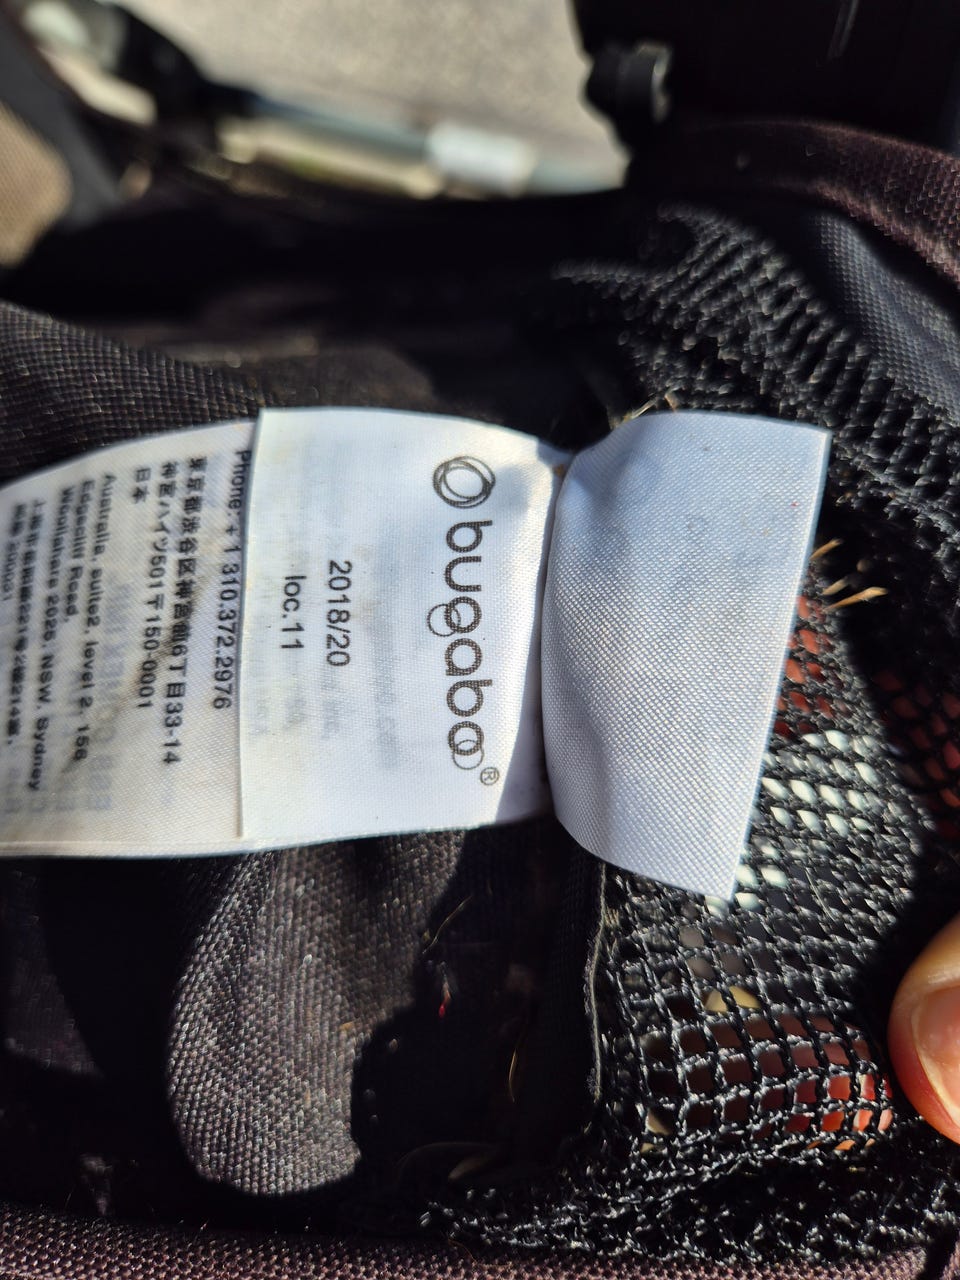 bugaboo®
2018/20
loc.11
Phone: + 1 310.372.2976
東京都渋谷区神宮前6丁目33-14
神宮ハイツ501〒150-0001
日本
Australia, suite2, level 2, 156
Edgecliff Road,
Woollahara 2025, NSW, Sydney